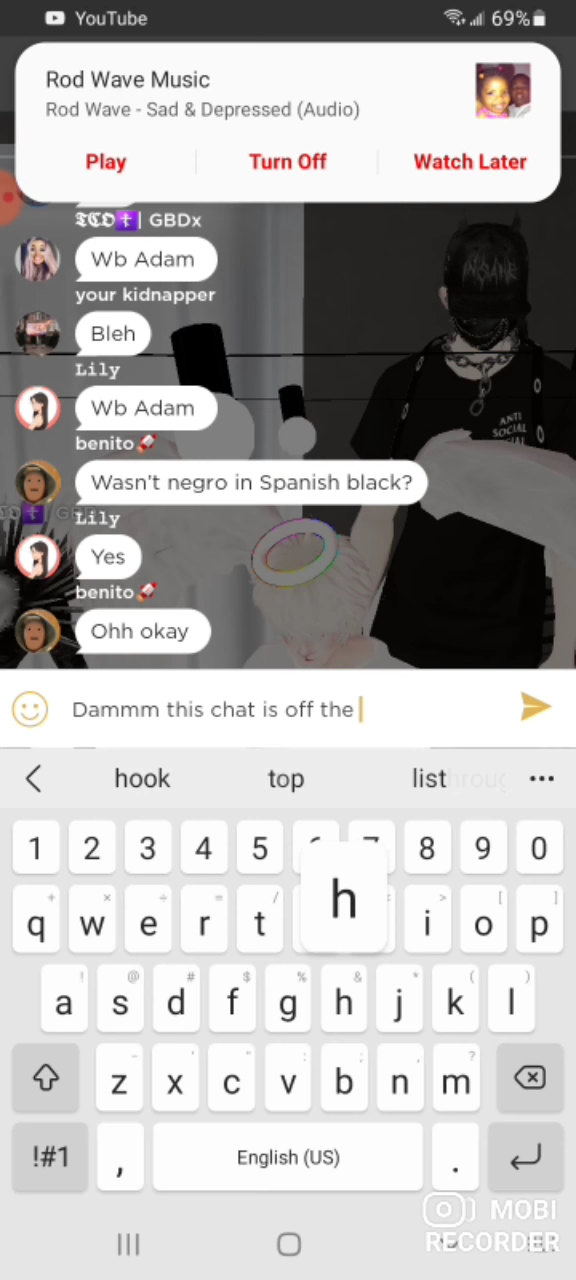 YouTube
69%
Rod Wave Music
Rod Wave - Sad & Depressed (Audio)
Play
Turn Off
Watch Later
| GBDx
Wb Adam
your kidnapper
Bleh
INSANE
Lily
Wb Adam
ANTI
SOCIAL
benito🚀
Wasn't negro in Spanish black?
Lily
Yes
benito🚀
Ohh okay
Dammm this chat is off the
hook
top
list
1 2 3 4 5 8 9 0
h
q w e r t i o p
a s d f g h j k l
z x c v b n m
!#1
,
English (US)
.
MOBI
RECORDER